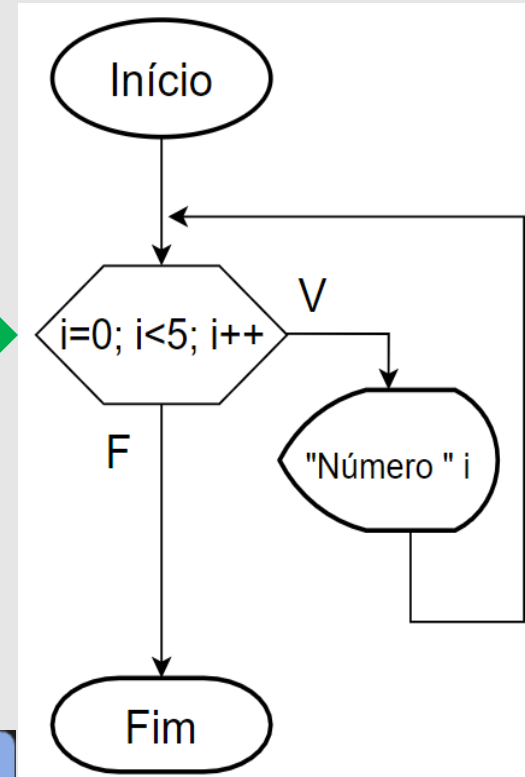 Início
i=0; i<5; i++
V
F
"Número " i
Fim